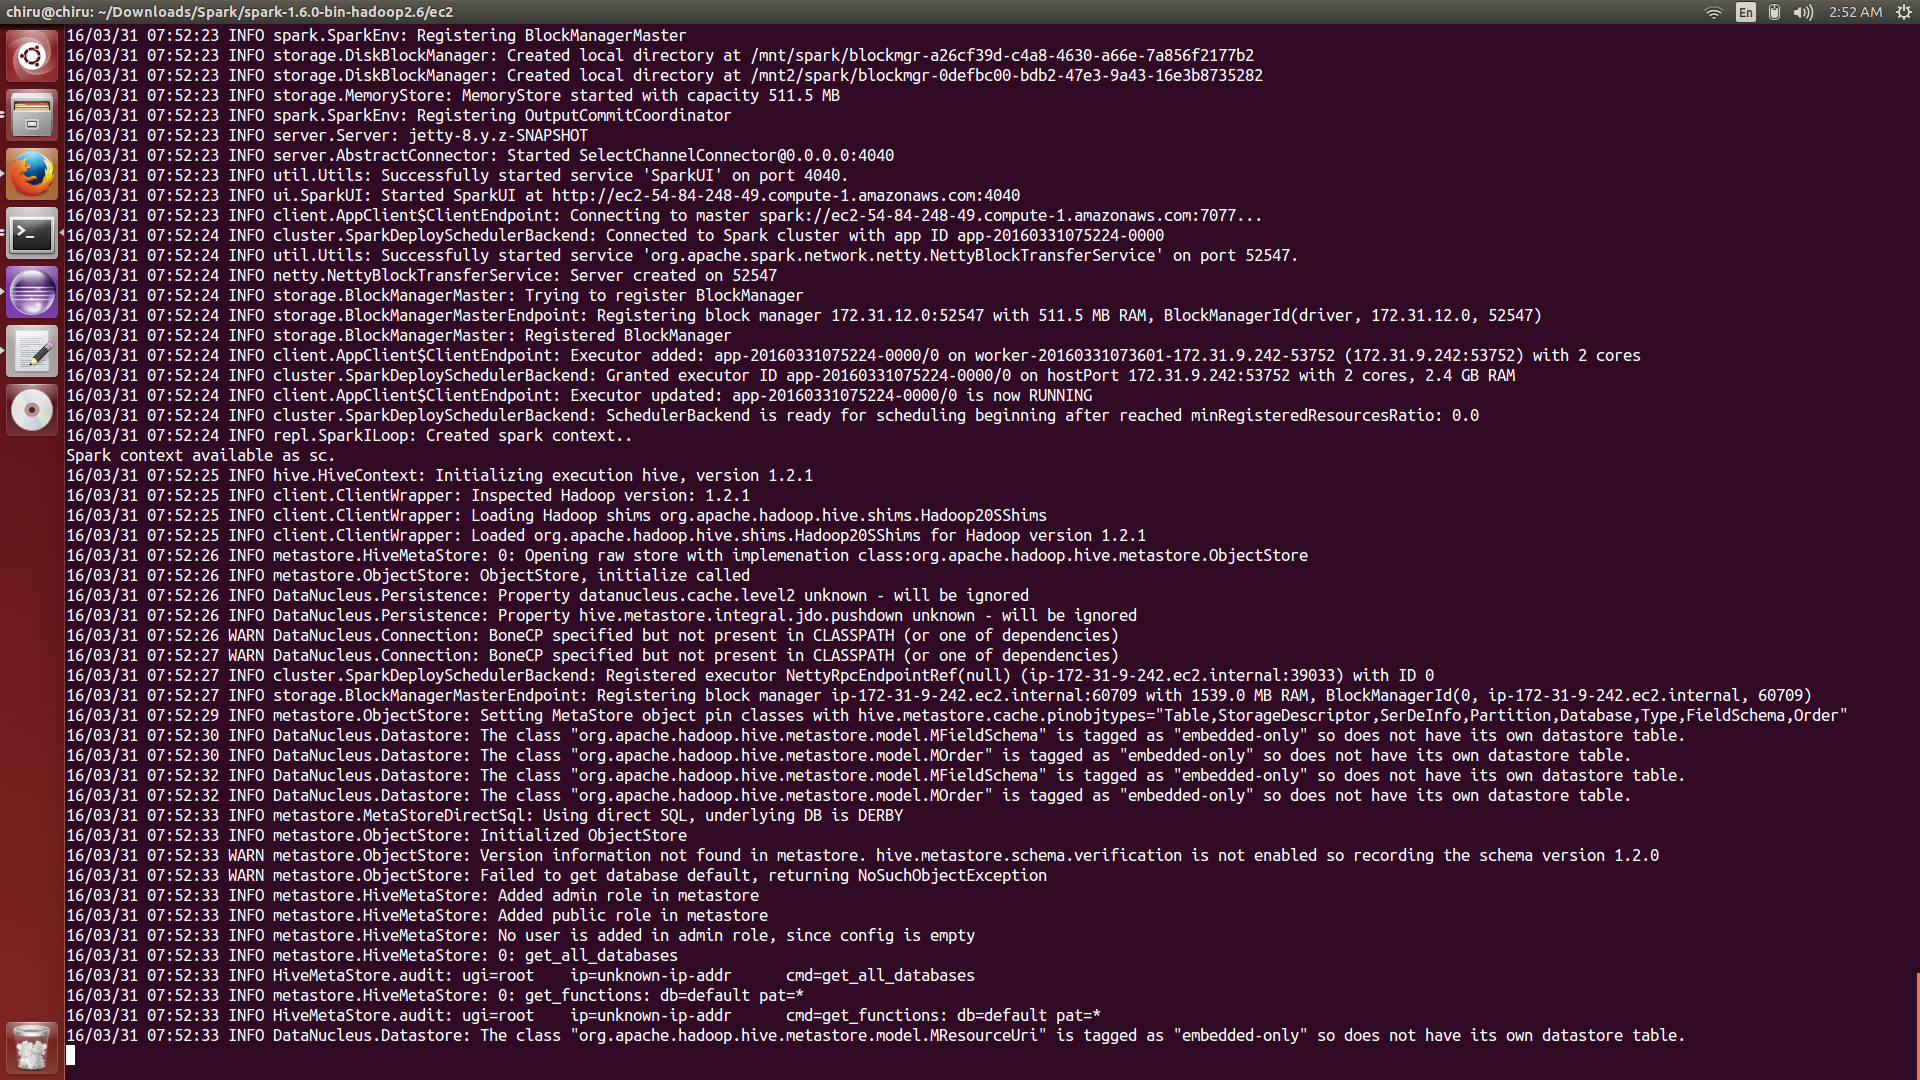 chiru@chiru: ~/Downloads/Spark/spark-1.6.0-bin-hadoop2.6/ec2
En
2:52 AM
16/03/31 07:52:23 INFO spark.SparkEnv: Registering BlockManagerMaster
16/03/31 07:52:23 INFO storage.DiskBlockManager: Created local directory at /mnt/spark/blockmgr-a26cf39d-c4a8-4630-a66e-7a856f2177b2
16/03/31 07:52:23 INFO storage.DiskBlockManager: Created local directory at /mnt2/spark/blockmgr-0defbc00-bdb2-47e3-9a43-16e3b8735282
16/03/31 07:52:23 INFO storage.MemoryStore: MemoryStore started with capacity 511.5 MB
16/03/31 07:52:23 INFO spark.SparkEnv: Registering OutputCommitCoordinator
16/03/31 07:52:23 INFO server.Server: jetty-8.y.z-SNAPSHOT
16/03/31 07:52:23 INFO server.AbstractConnector: Started SelectChannelConnector@0.0.0.0:4040
16/03/31 07:52:23 INFO util.Utils: Successfully started service 'SparkUI' on port 4040.
16/03/31 07:52:23 INFO ui.SparkUI: Started SparkUI at http://ec2-54-84-248-49.compute-1.amazonaws.com:4040
16/03/31 07:52:23 INFO client.AppClient$ClientEndpoint: Connecting to master spark://ec2-54-84-248-49.compute-1.amazonaws.com:7077...
16/03/31 07:52:24 INFO cluster.SparkDeploySchedulerBackend: Connected to Spark cluster with app ID app-20160331075224-0000
16/03/31 07:52:24 INFO util.Utils: Successfully started service 'org.apache.spark.network.netty.NettyBlockTransferService' on port 52547.
16/03/31 07:52:24 INFO netty.NettyBlockTransferService: Server created on 52547
16/03/31 07:52:24 INFO storage.BlockManagerMaster: Trying to register BlockManager
16/03/31 07:52:24 INFO storage.BlockManagerMasterEndpoint: Registering block manager 172.31.12.0:52547 with 511.5 MB RAM, BlockManagerId(driver, 172.31.12.0, 52547)
16/03/31 07:52:24 INFO storage.BlockManagerMaster: Registered BlockManager
16/03/31 07:52:24 INFO client.AppClient$ClientEndpoint: Executor added: app-20160331075224-0000/0 on worker-20160331073601-172.31.9.242-53752 (172.31.9.242:53752) with 2 cores
16/03/31 07:52:24 INFO cluster.SparkDeploySchedulerBackend: Granted executor ID app-20160331075224-0000/0 on hostPort 172.31.9.242:53752 with 2 cores, 2.4 GB RAM
16/03/31 07:52:24 INFO client.AppClient$ClientEndpoint: Executor updated: app-20160331075224-0000/0 is now RUNNING
16/03/31 07:52:24 INFO cluster.SparkDeploySchedulerBackend: SchedulerBackend is ready for scheduling beginning after reached minRegisteredResourcesRatio: 0.0
16/03/31 07:52:24 INFO repl.SparkILoop: Created spark context..
Spark context available as sc.
16/03/31 07:52:25 INFO hive.HiveContext: Initializing execution hive, version 1.2.1
16/03/31 07:52:25 INFO client.ClientWrapper: Inspected Hadoop version: 1.2.1
16/03/31 07:52:25 INFO client.ClientWrapper: Loading Hadoop shims org.apache.hadoop.hive.shims.Hadoop20SShims
16/03/31 07:52:25 INFO client.ClientWrapper: Loaded org.apache.hadoop.hive.shims.Hadoop20SShims for Hadoop version 1.2.1
16/03/31 07:52:26 INFO metastore.HiveMetaStore: 0: Opening raw store with implemenation class:org.apache.hadoop.hive.metastore.ObjectStore
16/03/31 07:52:26 INFO metastore.ObjectStore: ObjectStore, initialize called
16/03/31 07:52:26 INFO DataNucleus.Persistence: Property datanucleus.cache.level2 unknown - will be ignored
16/03/31 07:52:26 INFO DataNucleus.Persistence: Property hive.metastore.integral.jdo.pushdown unknown - will be ignored
16/03/31 07:52:26 WARN DataNucleus.Connection: BoneCP specified but not present in CLASSPATH (or one of dependencies)
16/03/31 07:52:27 WARN DataNucleus.Connection: BoneCP specified but not present in CLASSPATH (or one of dependencies)
16/03/31 07:52:27 INFO cluster.SparkDeploySchedulerBackend: Registered executor NettyRpcEndpointRef(null) (ip-172-31-9-242.ec2.internal:39033) with ID 0
16/03/31 07:52:27 INFO storage.BlockManagerMasterEndpoint: Registering block manager ip-172-31-9-242.ec2.internal:60709 with 1539.0 MB RAM, BlockManagerId(0, ip-172-31-9-242.ec2.internal, 60709)
16/03/31 07:52:29 INFO metastore.ObjectStore: Setting MetaStore object pin classes with hive.metastore.cache.pinobjtypes="Table,StorageDescriptor,SerDeInfo,Partition,Database,Type,FieldSchema,Order"
16/03/31 07:52:30 INFO DataNucleus.Datastore: The class "org.apache.hadoop.hive.metastore.model.MFieldSchema" is tagged as "embedded-only" so does not have its own datastore table.
16/03/31 07:52:30 INFO DataNucleus.Datastore: The class "org.apache.hadoop.hive.metastore.model.MOrder" is tagged as "embedded-only" so does not have its own datastore table.
16/03/31 07:52:32 INFO DataNucleus.Datastore: The class "org.apache.hadoop.hive.metastore.model.MFieldSchema" is tagged as "embedded-only" so does not have its own datastore table.
16/03/31 07:52:32 INFO DataNucleus.Datastore: The class "org.apache.hadoop.hive.metastore.model.MOrder" is tagged as "embedded-only" so does not have its own datastore table.
16/03/31 07:52:33 INFO metastore.MetaStoreDirectSql: Using direct SQL, underlying DB is DERBY
16/03/31 07:52:33 INFO metastore.ObjectStore: Initialized ObjectStore
16/03/31 07:52:33 WARN metastore.ObjectStore: Version information not found in metastore. hive.metastore.schema.verification is not enabled so recording the schema version 1.2.0
16/03/31 07:52:33 WARN metastore.ObjectStore: Failed to get database default, returning NoSuchObjectException
16/03/31 07:52:33 INFO metastore.HiveMetaStore: Added admin role in metastore
16/03/31 07:52:33 INFO metastore.HiveMetaStore: Added public role in metastore
16/03/31 07:52:33 INFO metastore.HiveMetaStore: No user is added in admin role, since config is empty
16/03/31 07:52:33 INFO metastore.HiveMetaStore: 0: get_all_databases
16/03/31 07:52:33 INFO HiveMetaStore.audit: ugi=root    ip=unknown-ip-addr      cmd=get_all_databases
16/03/31 07:52:33 INFO metastore.HiveMetaStore: 0: get_functions: db=default pat=*
16/03/31 07:52:33 INFO HiveMetaStore.audit: ugi=root    ip=unknown-ip-addr      cmd=get_functions: db=default pat=*
16/03/31 07:52:33 INFO DataNucleus.Datastore: The class "org.apache.hadoop.hive.metastore.model.MResourceUri" is tagged as "embedded-only" so does not have its own datastore table.